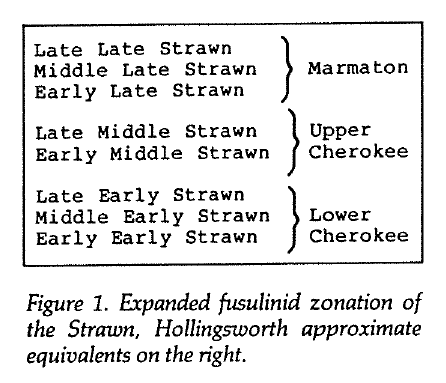 Late Late Strawn
Middle Late Strawn
Early Late Strawn
Marmaton
Late Middle Strawn
Early Middle Strawn
Upper
Cherokee
Late Early Strawn
Middle Early Strawn
Early Early Strawn
Lower
Cherokee
Figure 1. Expanded fusulinid zonation of
the Strawn, Hollingsworth approximate
equivalents on the right.